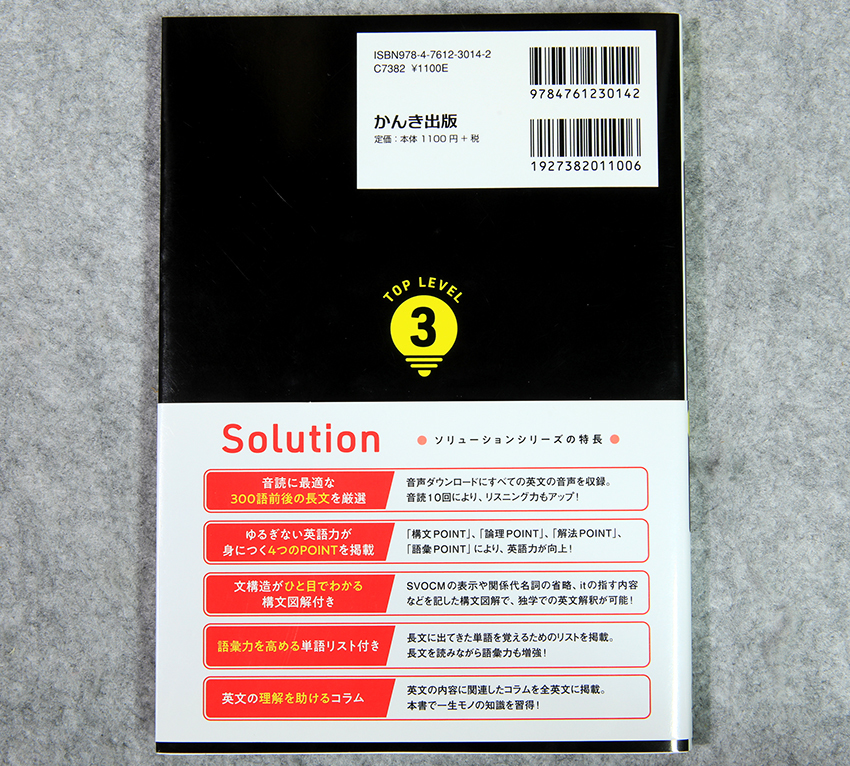 ISBN978-4-7612-3014-2
C7382 ¥1100E
9784761230142
かんき出版
定価：本体 1100 円 + 税
1927382011006
TOP LEVEL
3
Solution
● ソリューションシリーズの特長 ●
音読に最適な
300語前後の長文を厳選
音声ダウンロードにすべての英文の音声を収録。
音読10回により、リスニング力もアップ！
ゆるぎない英語力が
身につく4つのPOINTを掲載
「構文POINT」、「論理POINT」、「解法POINT」、
「語彙POINT」により、英語力が向上！
文構造がひと目でわかる
構文図解付き
SVOCMの表示や関係代名詞の省略、itの指す内容
などを記した構文図解で、独学での英文解釈が可能！
語彙力を高める単語リスト付き
長文に出てきた単語を覚えるためのリストを掲載。
長文を読みながら語彙力も増強！
英文の理解を助けるコラム
英文の内容に関連したコラムを全英文に掲載。
本書で一生モノの知識を習得！